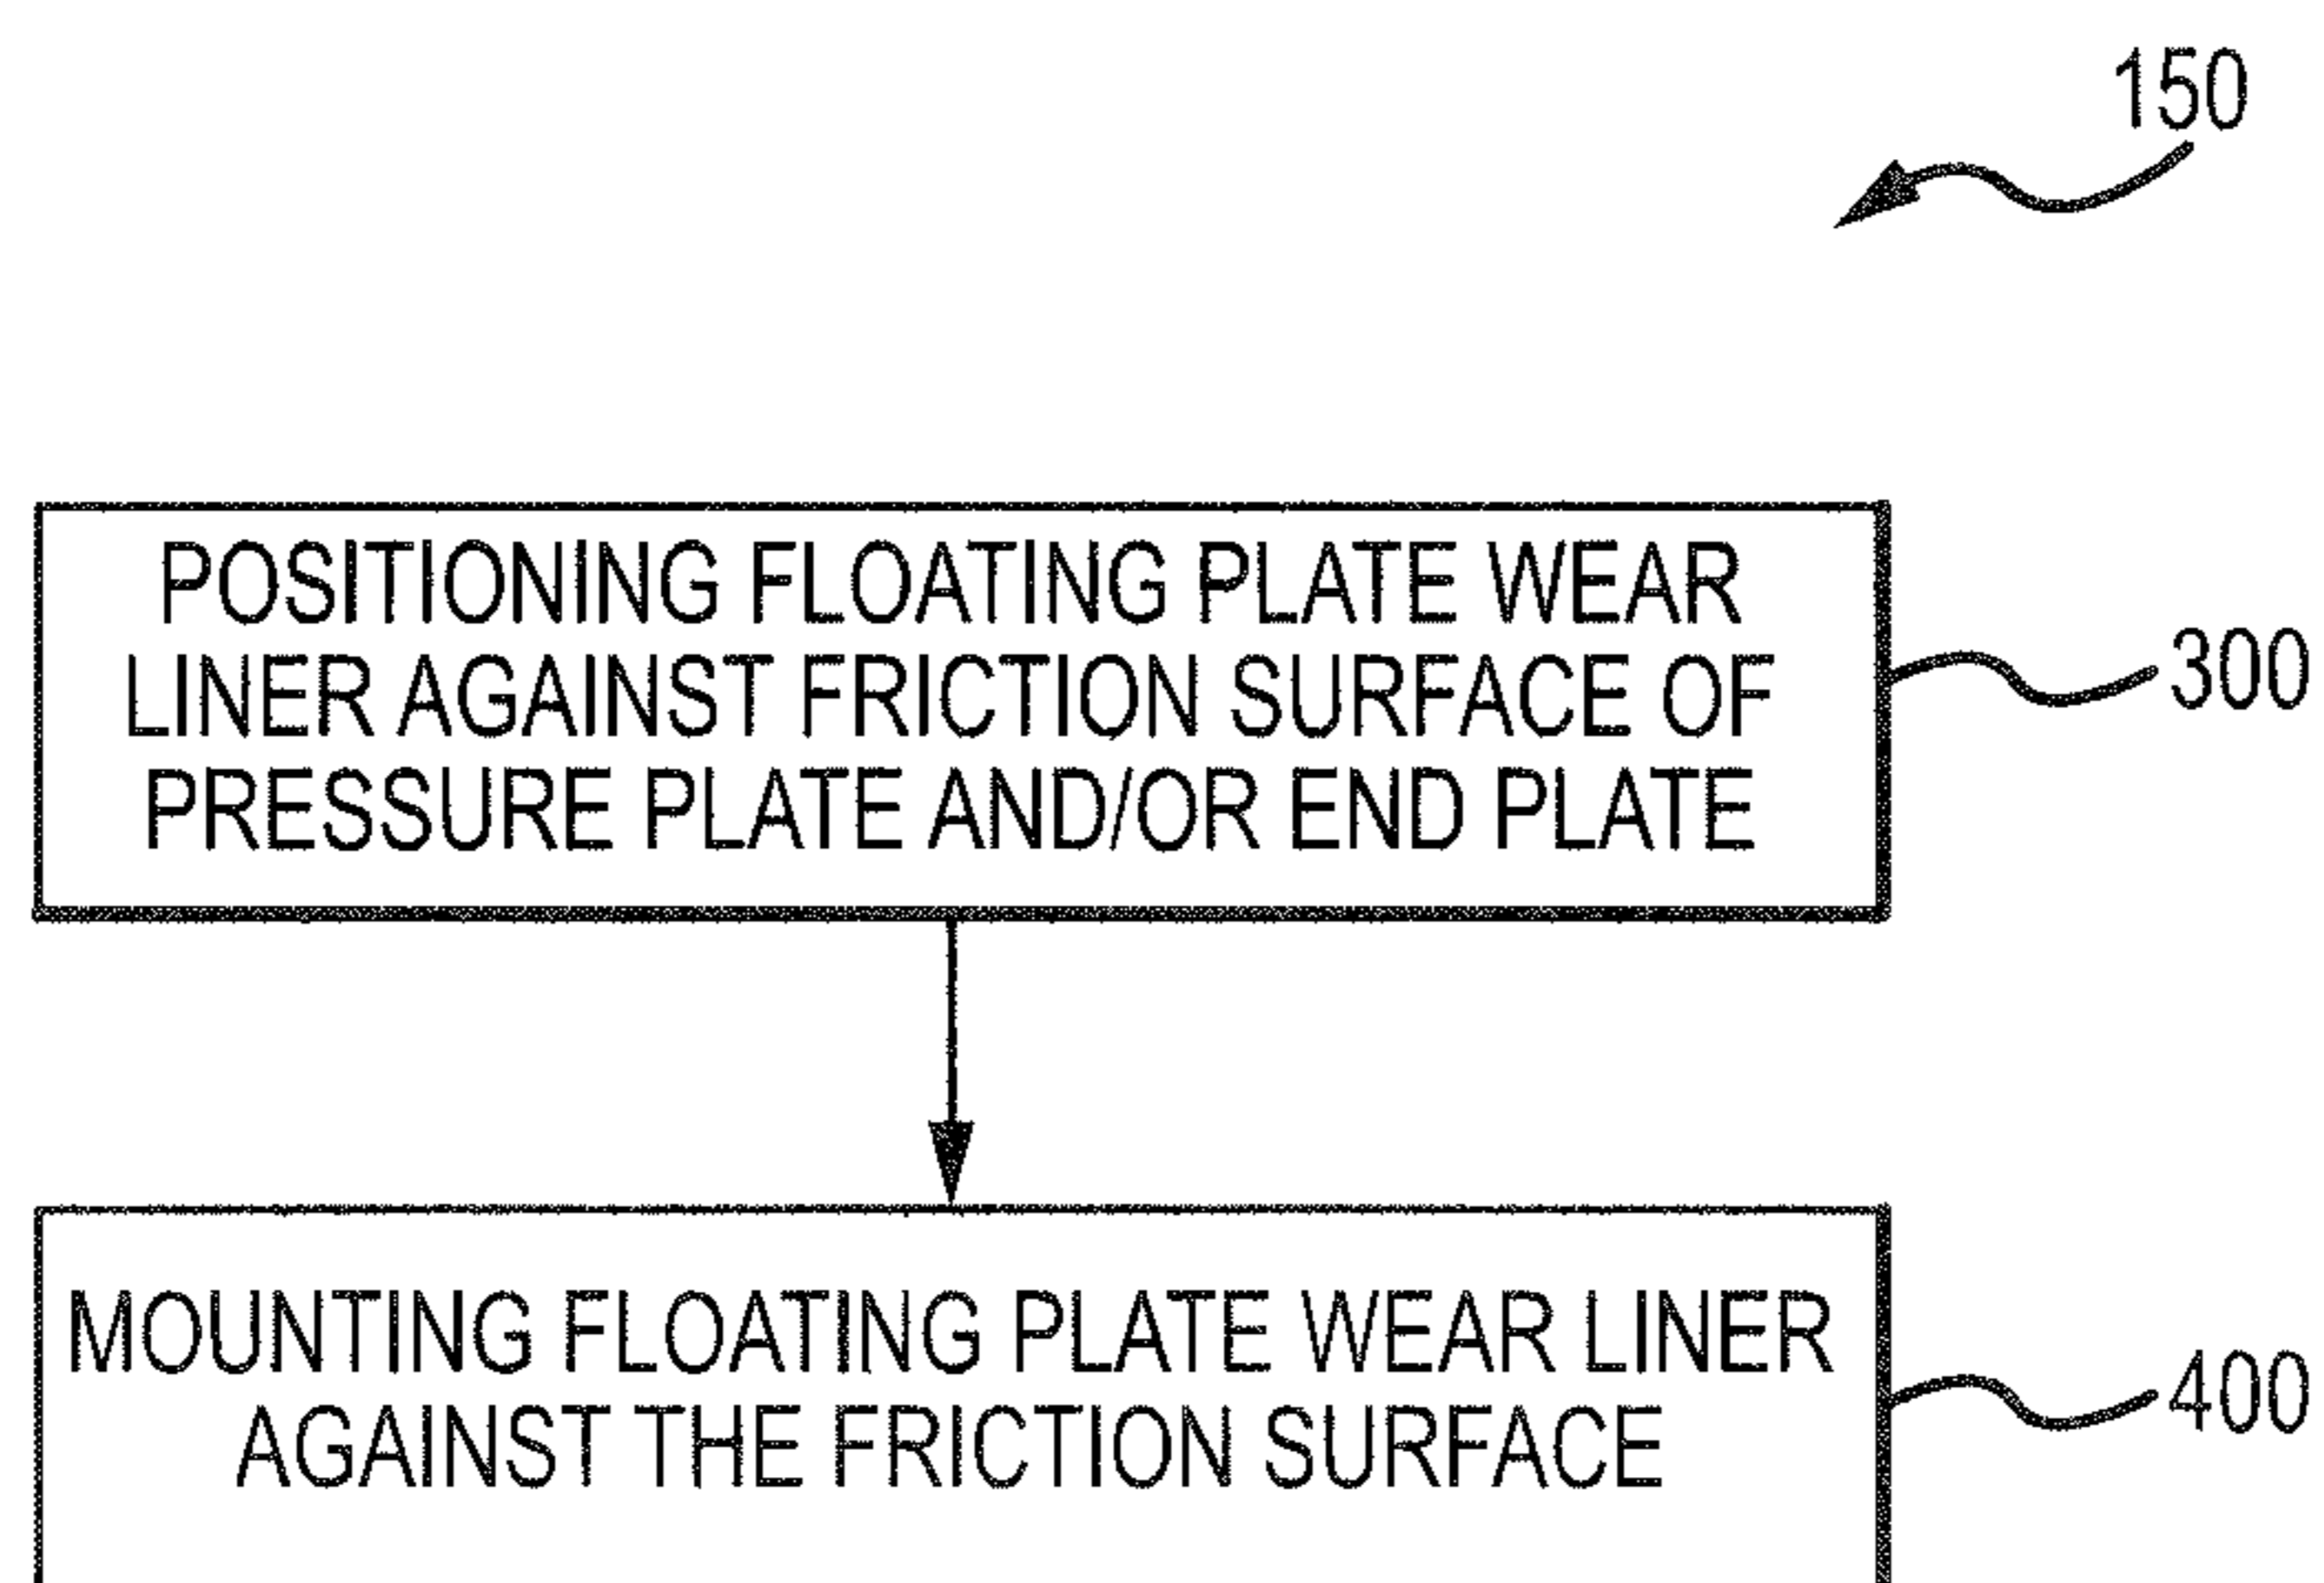 150
POSITIONING FLOATING PLATE WEAR
LINER AGAINST FRICTION SURFACE OF
PRESSURE PLATE AND/OR END PLATE
300
MOUNTING FLOATING PLATE WEAR LINER
AGAINST THE FRICTION SURFACE
400